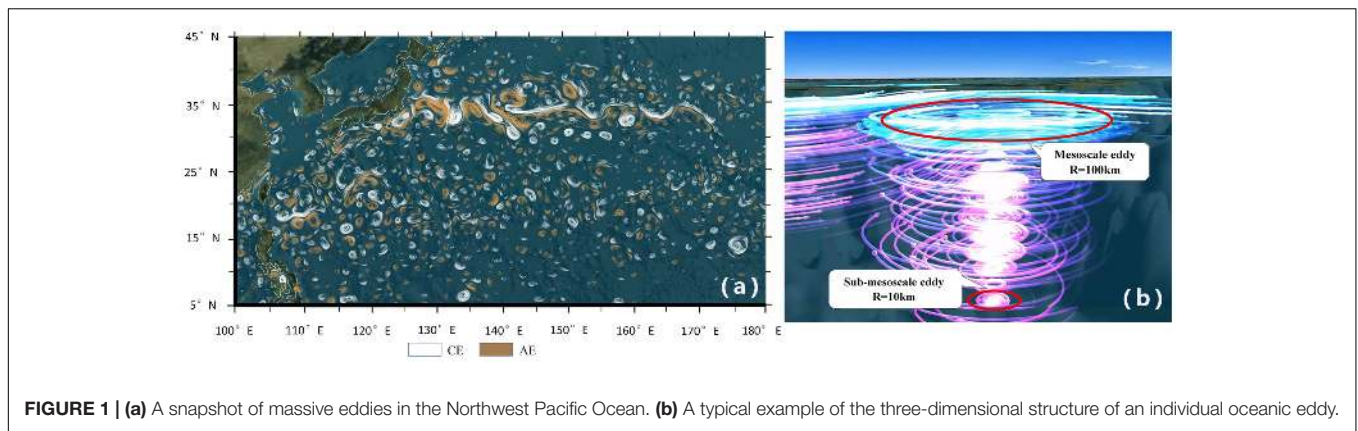 45° N
35° N
25° N
15° N
5° N
100° E
110° E
120° E
130° E
140° E
150° E
160° E
170° E
180° E
CE
AE
(a)
Mesoscale eddy
R=100km
Sub-mesoscale eddy
R=10km
(b)
FIGURE 1 | (a) A snapshot of massive eddies in the Northwest Pacific Ocean. (b) A typical example of the three-dimensional structure of an individual oceanic eddy.